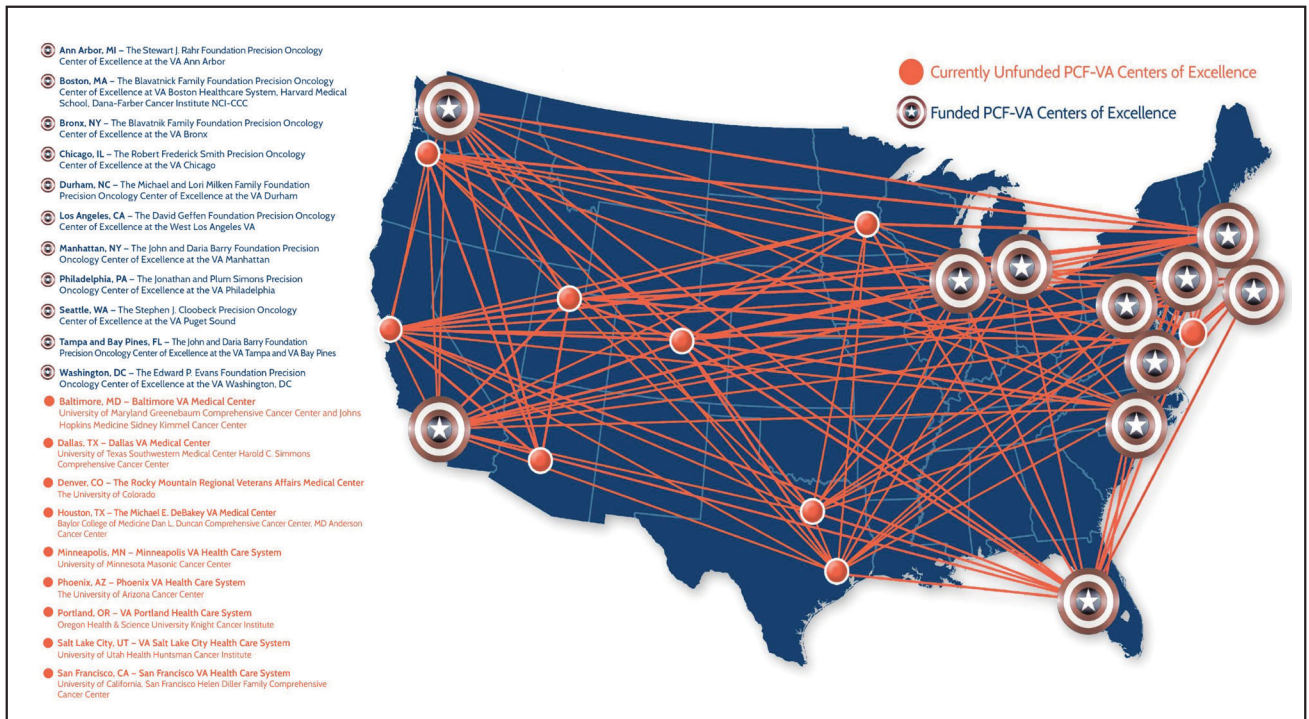 Ann Arbor, MI – The Stewart J. Rahr Foundation Precision Oncology
Center of Excellence at the VA Ann Arbor
Boston, MA – The Blavatnick Family Foundation Precision Oncology
Center of Excellence at VA Boston Healthcare System, Harvard Medical
School, Dana-Farber Cancer Institute NCI-CCC
Bronx, NY – The Blavatnik Family Foundation Precision Oncology
Center of Excellence at the VA Bronx
Chicago, IL – The Robert Frederick Smith Precision Oncology
Center of Excellence at the VA Chicago
Durham, NC – The Michael and Lori Milken Family Foundation
Precision Oncology Center of Excellence at the VA Durham
Los Angeles, CA – The David Geffen Foundation Precision Oncology
Center of Excellence at the West Los Angeles VA
Manhattan, NY – The John and Daria Barry Foundation Precision
Oncology Center of Excellence at the VA Manhattan
Philadelphia, PA – The Jonathan and Plum Simons Precision
Oncology Center of Excellence at the VA Philadelphia
Seattle, WA – The Stephen J. Cloobeck Precision Oncology
Center of Excellence at the VA Puget Sound
Tampa and Bay Pines, FL – The John and Daria Barry Foundation
Precision Oncology Center of Excellence at the VA Tampa and VA Bay Pines
Washington, DC – The Edward P. Evans Foundation Precision
Oncology Center of Excellence at the VA Washington, DC
Baltimore, MD – Baltimore VA Medical Center
University of Maryland Greenebaum Comprehensive Cancer Center and Johns
Hopkins Medicine Sidney Kimmel Cancer Center
Dallas, TX – Dallas VA Medical Center
University of Texas Southwestern Medical Center Harold C. Simmons
Comprehensive Cancer Center
Denver, CO – The Rocky Mountain Regional Veterans Affairs Medical Center
The University of Colorado
Houston, TX – The Michael E. DeBakey VA Medical Center
Baylor College of Medicine Dan L. Duncan Comprehensive Cancer Center, MD Anderson
Cancer Center
Minneapolis, MN – Minneapolis VA Health Care System
University of Minnesota Masonic Cancer Center
Phoenix, AZ – Phoenix VA Health Care System
The University of Arizona Cancer Center
Portland, OR – VA Portland Health Care System
Oregon Health & Science University Knight Cancer Institute
Salt Lake City, UT – VA Salt Lake City Health Care System
University of Utah Health Huntsman Cancer Institute
San Francisco, CA – San Francisco VA Health Care System
University of California, San Francisco Helen Diller Family Comprehensive
Cancer Center
Currently Unfunded PCF-VA Centers of Excellence
Funded PCF-VA Centers of Excellence